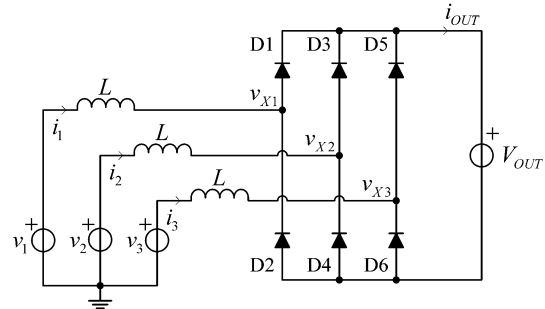 i_OUT
D1 D3 D5
L
v_X1
i_1
L
v_X2
i_2
L
v_X3
i_3
V_OUT
v_1 v_2 v_3
D2 D4 D6